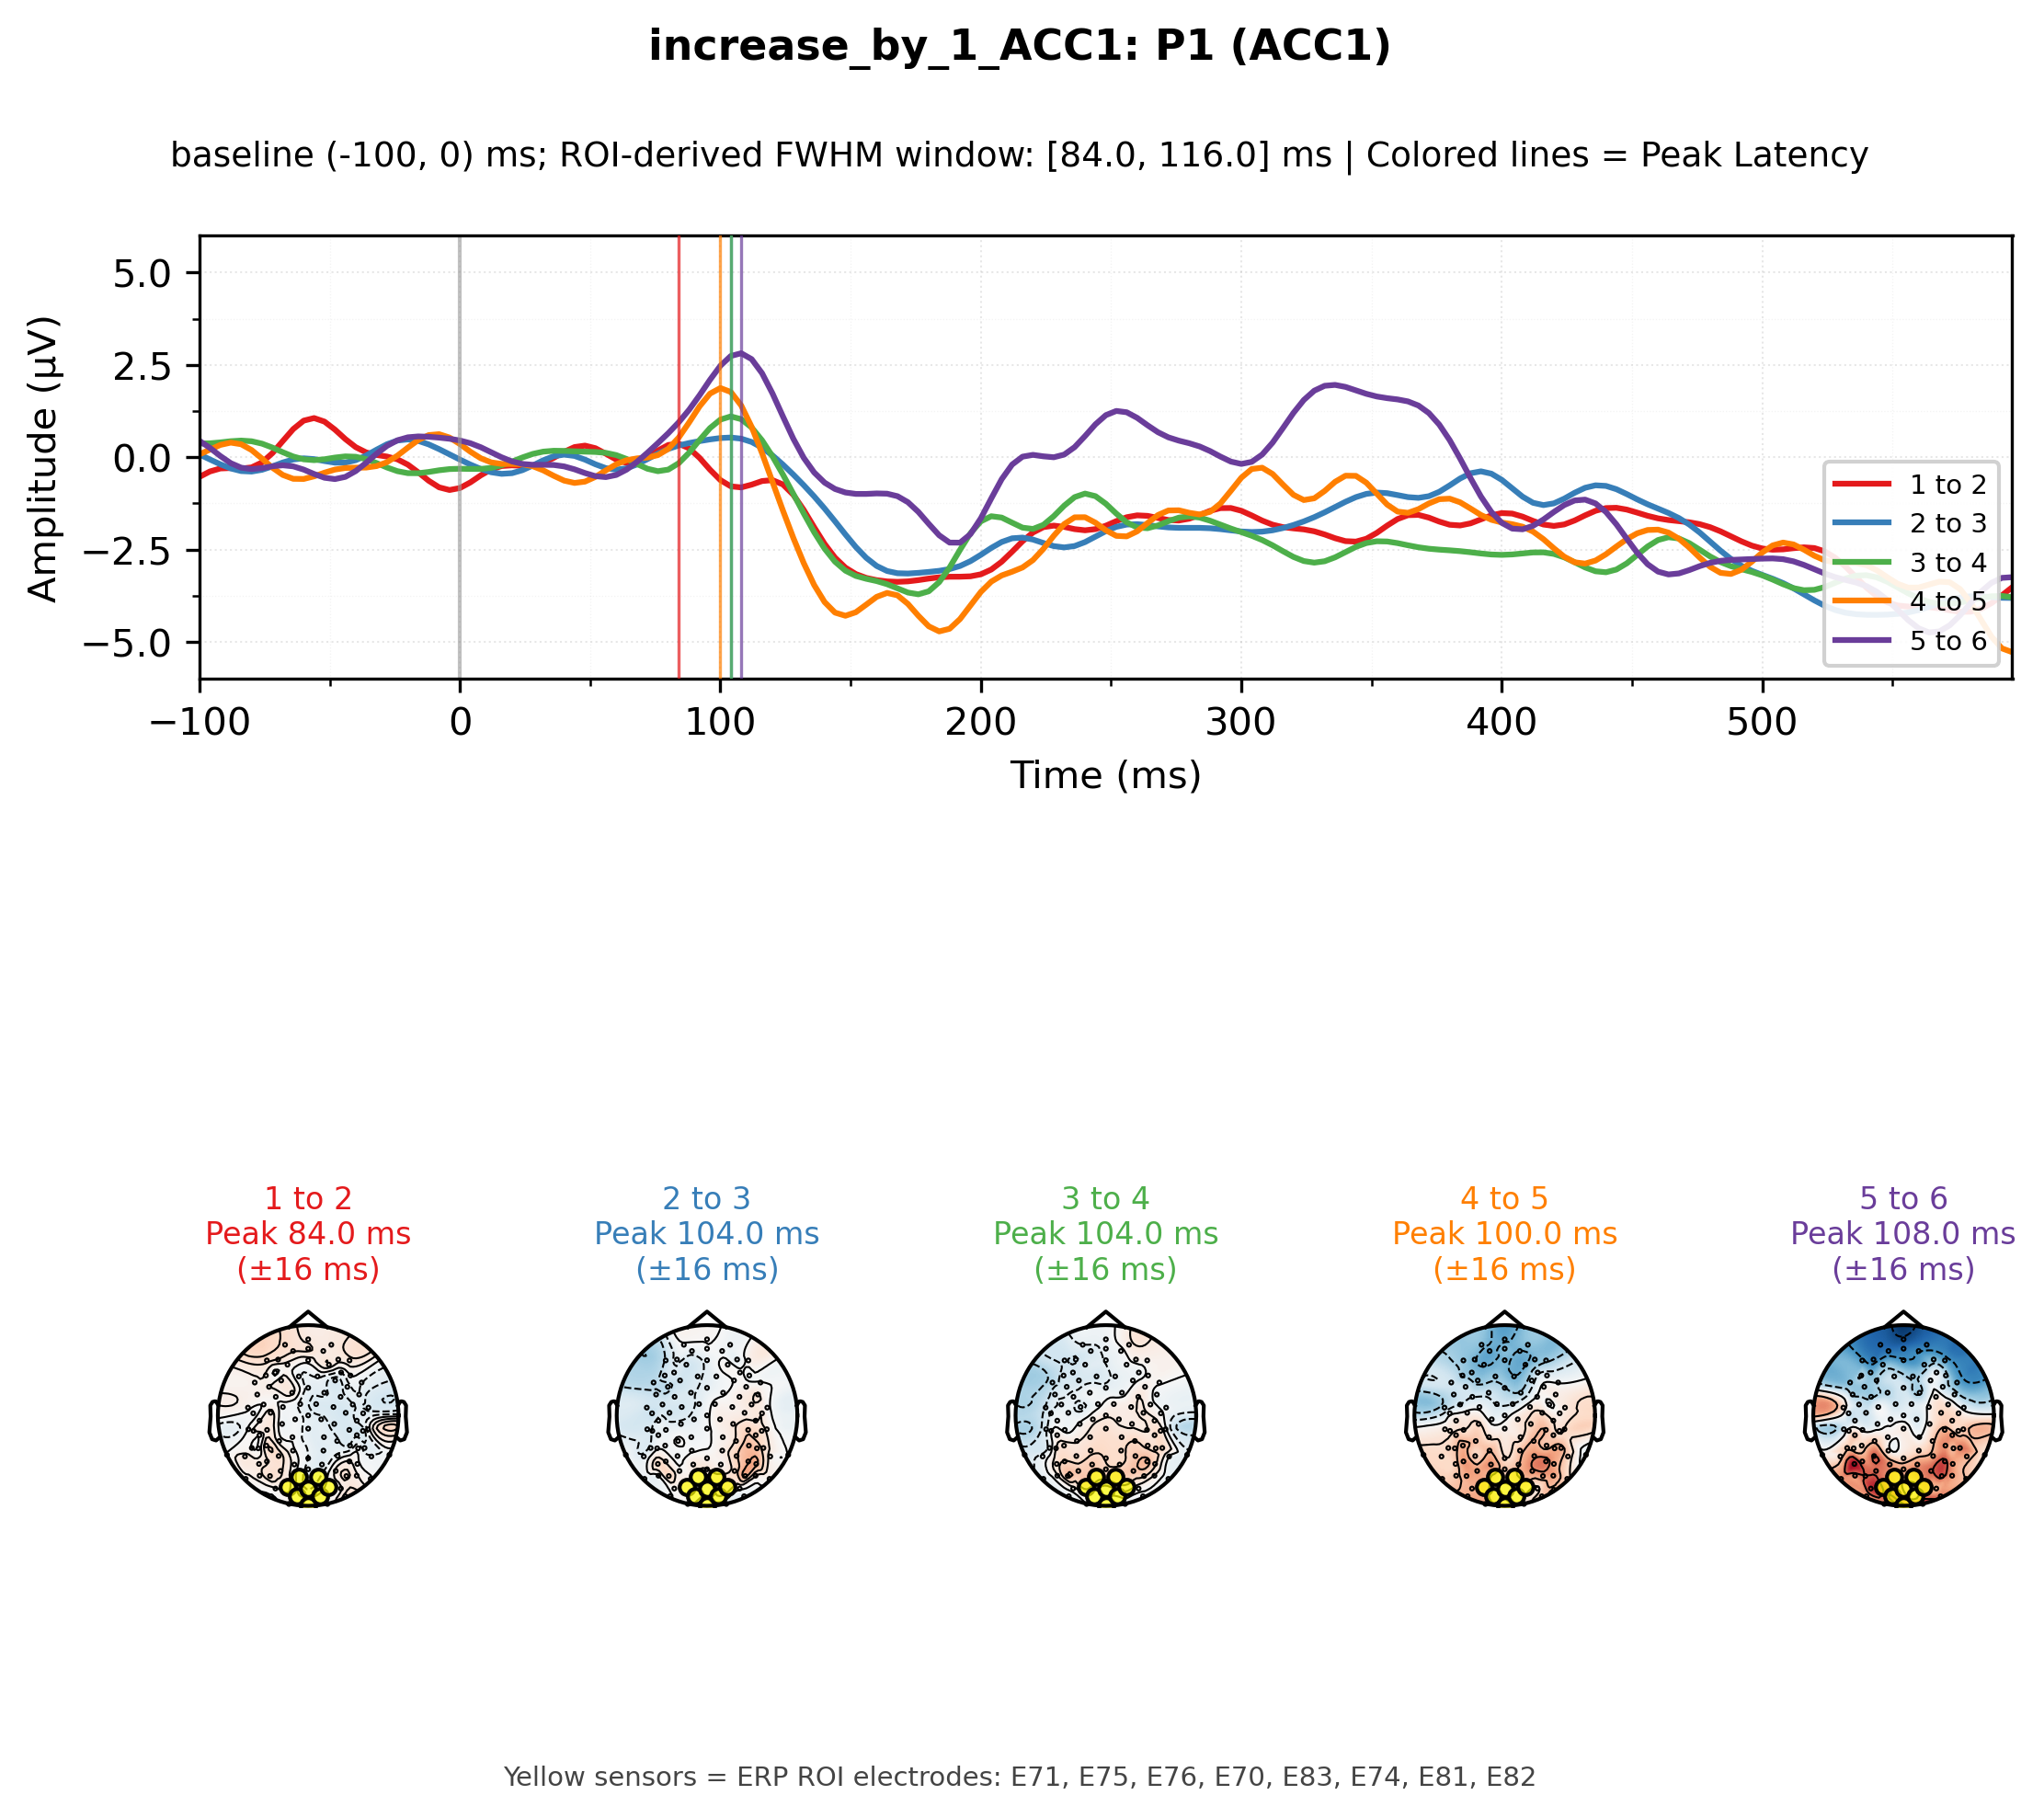 increase_by_1_ACC1: P1 (ACC1)
baseline (-100, 0) ms; ROI-derived FWHM window: [84.0, 116.0] ms | Colored lines = Peak Latency
Amplitude (µV)
5.0
2.5
0.0
−2.5
−5.0
1 to 2
2 to 3
3 to 4
4 to 5
5 to 6
−100
0
100
200
300
400
500
Time (ms)
1 to 2
Peak 84.0 ms
(±16 ms)
2 to 3
Peak 104.0 ms
(±16 ms)
3 to 4
Peak 104.0 ms
(±16 ms)
4 to 5
Peak 100.0 ms
(±16 ms)
5 to 6
Peak 108.0 ms
(±16 ms)
Yellow sensors = ERP ROI electrodes: E71, E75, E76, E70, E83, E74, E81, E82